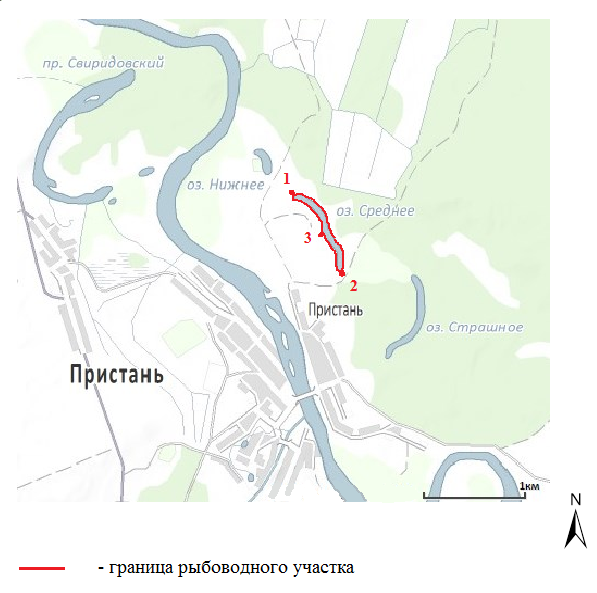 пр. Свиридовский
оз. Нижнее
1
оз. Среднее
3
2
Пристань
оз. Страшное
Пристань
1км
N
- граница рыбоводного участка